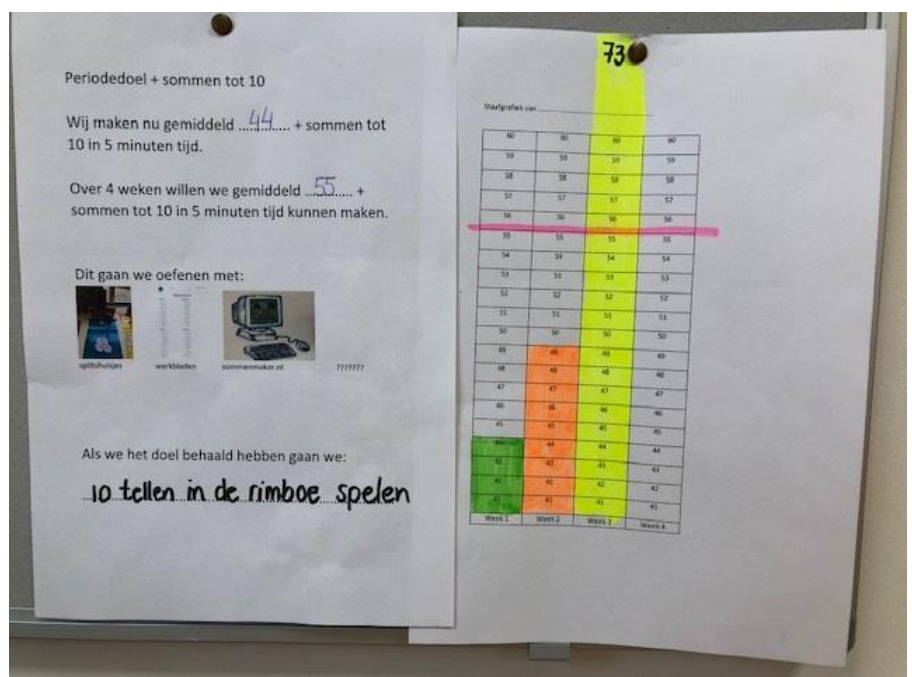 Periodedoel + sommen tot 10
Wij maken nu gemiddeld ...44..... + sommen tot
10 in 5 minuten tijd.
Over 4 weken willen we gemiddeld ...55..... +
sommen tot 10 in 5 minuten tijd kunnen maken.
Dit gaan we oefenen met:
splitshuisjes werkbladen sommenmaker.nl ???????
Als we het doel behaald hebben gaan we:
10 tellen in de rimboe spelen
73
Staafgrafiek van
60 60 60 60
59 59 59 59
58 58 58 58
57 57 57 57
56 56 56 56
55 55 55 55
54 54 54 54
53 53 53 53
52 52 52 52
51 51 51 51
50 50 50 50
49 49 49 49
48 48 48 48
47 47 47 47
46 46 46 46
45 45 45 45
44 44 44 44
43 43 43 43
42 42 42 42
41 41 41 41
Week 1 Week 2 Week 3 Week 4